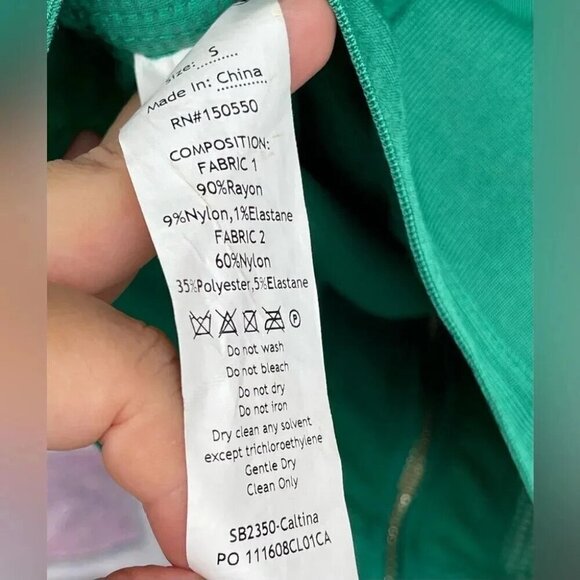 Size: S
Made In: China
RN#150550
COMPOSITION:
FABRIC 1
90%Rayon
9%Nylon,1%Elastane
FABRIC 2
60%Nylon
35%Polyester,5%Elastane
Do not wash
Do not bleach
Do not dry
Do not iron
Dry clean any solvent
except trichloroethylene
Gentle Dry
Clean Only
SB2350-Caltina
PO 111608CL01CA